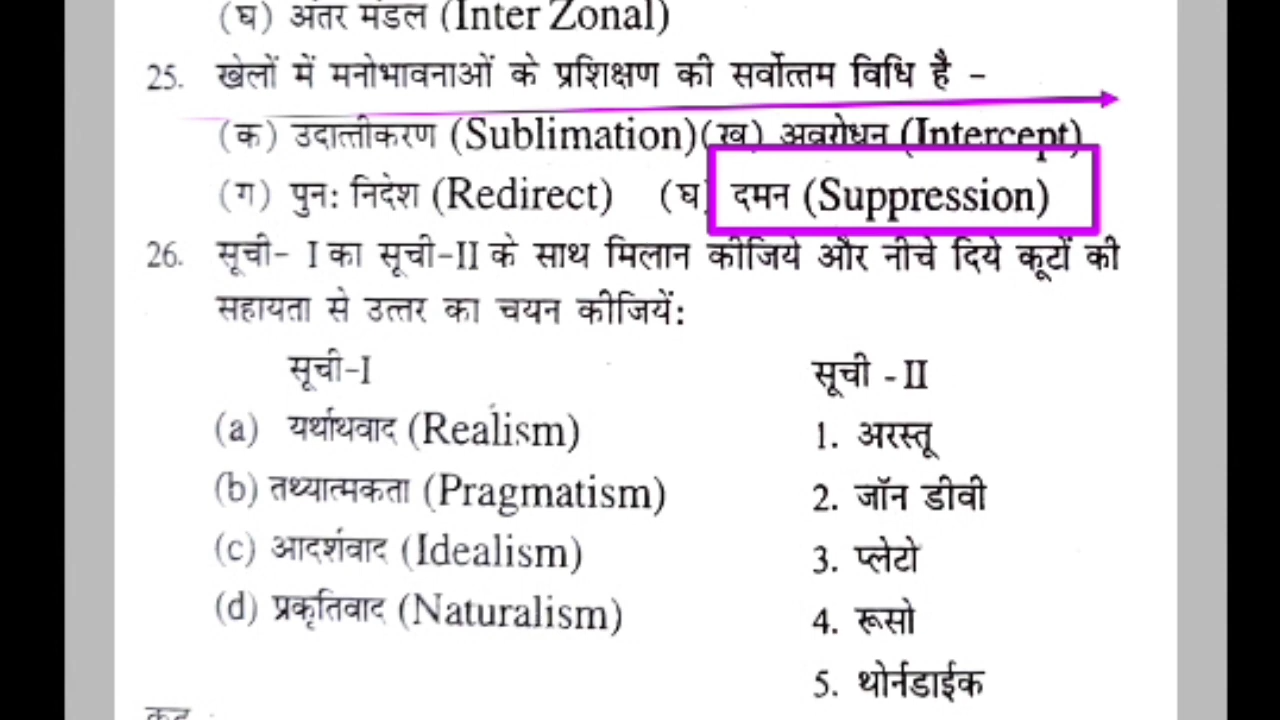 (घ) अंतर मंडल (Inter Zonal)
25. खेलों में मनोभावनाओं के प्रशिक्षण की सर्वोत्तम विधि है -
(क) उदात्तीकरण (Sublimation) (ख) अवरोधन (Intercept)
(ग) पुन: निदेश (Redirect) (घ) दमन (Suppression)
26. सूची- I का सूची-II के साथ मिलान कीजिये और नीचे दिये कूटों की
सहायता से उत्तर का चयन कीजियें:
सूची-I सूची -II
(a) यर्थाथवाद (Realism) 1. अरस्तू
(b) तथ्यात्मकता (Pragmatism) 2. जॉन डीवी
(c) आदर्शवाद (Idealism) 3. प्लेटो
(d) प्रकृतिवाद (Naturalism) 4. रूसो
5. थोर्नडाईक